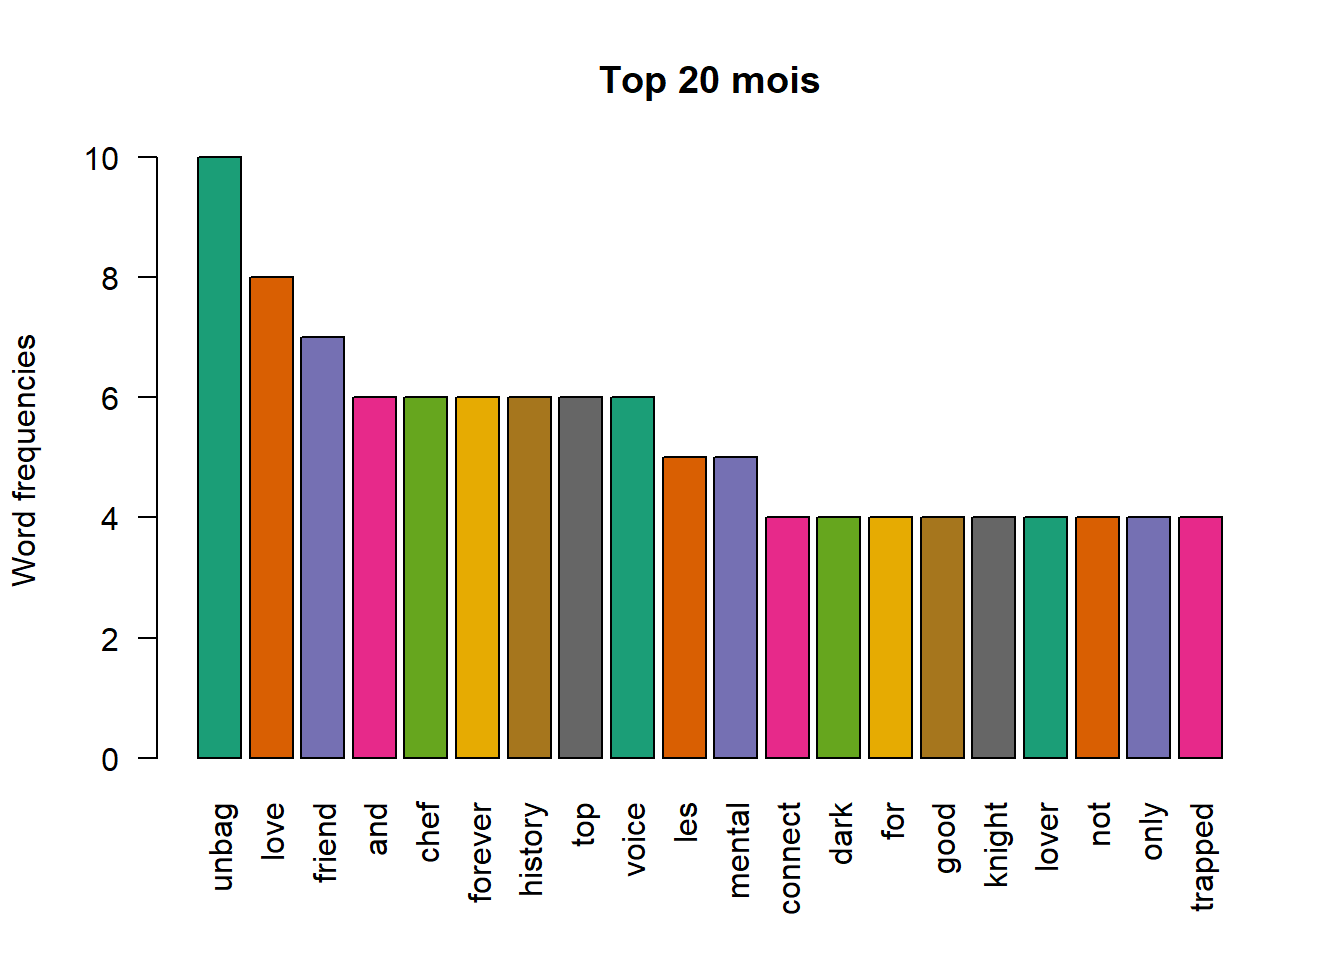 Top 20 mois
Word frequencies
10
8
6
4
2
0
unbag
love
friend
and
chef
forever
history
top
voice
les
mental
connect
dark
for
good
knight
lover
not
only
trapped